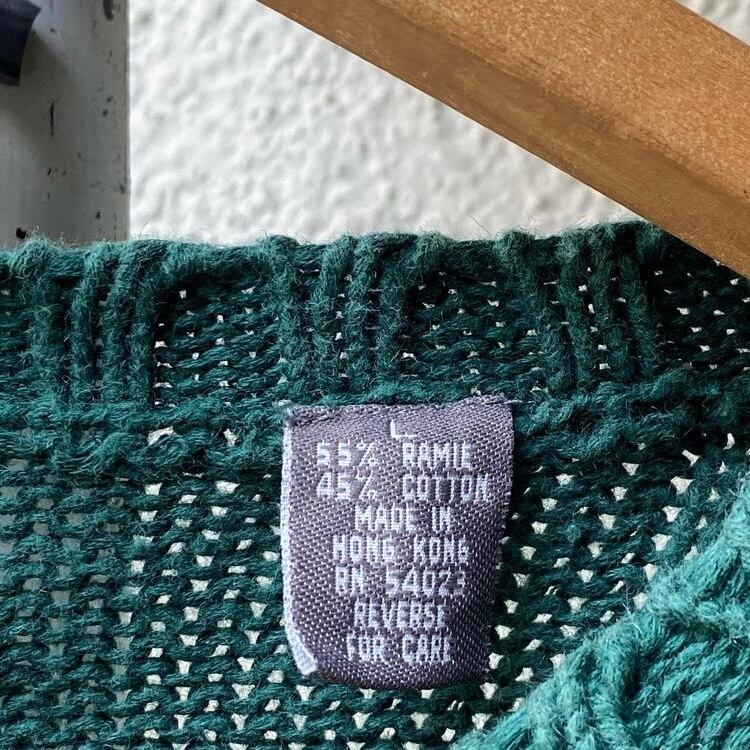 L
55% RAMIE
45% COTTON
MADE IN
HONG KONG
RN 54023
REVERSE
FOR CARE